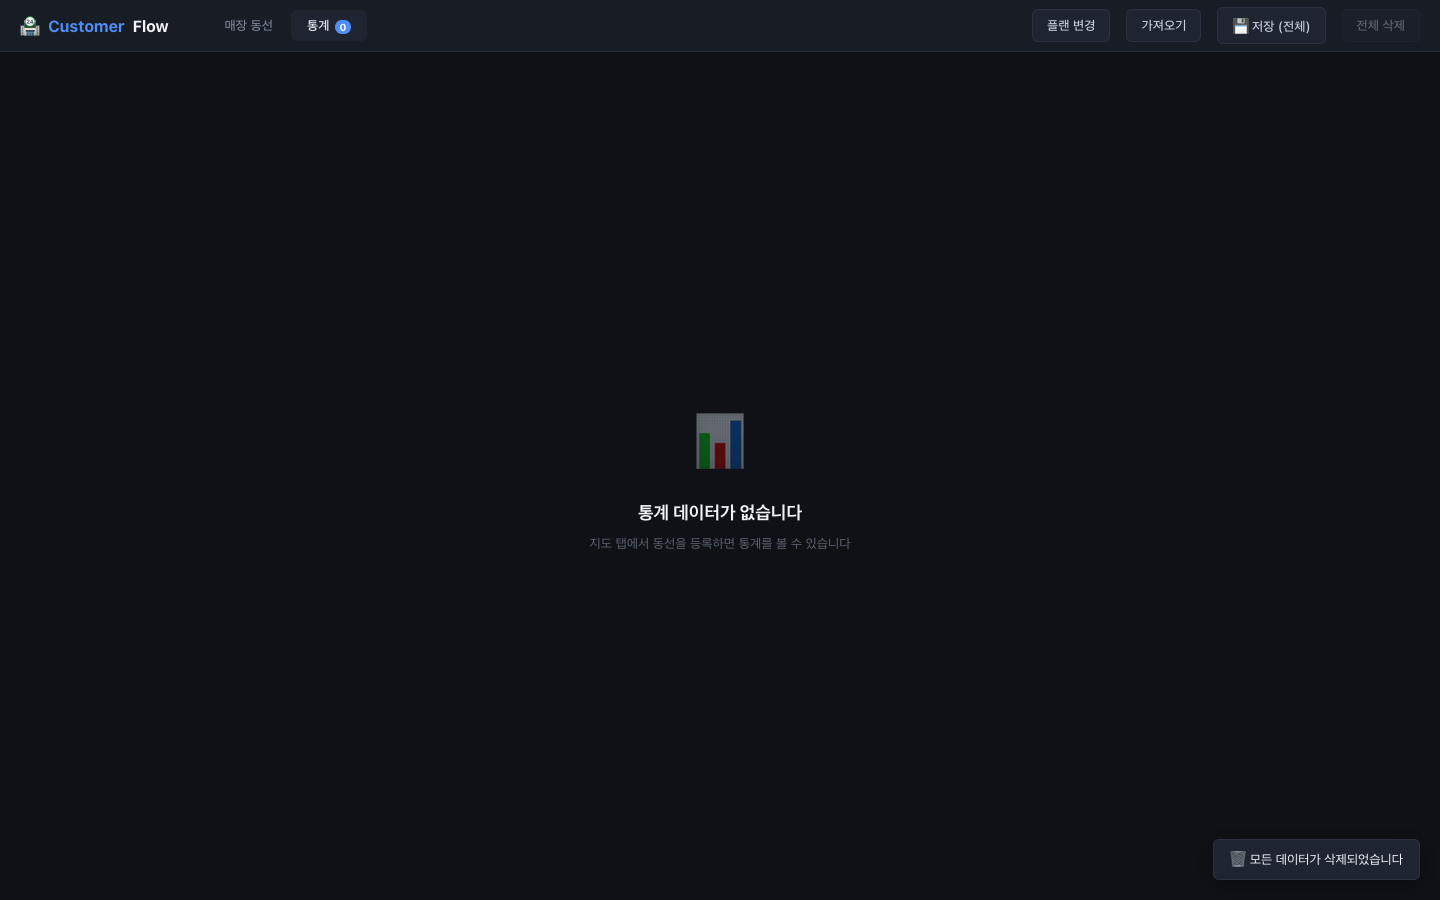 Customer Flow
매장 동선
통계 0
플랜 변경
가져오기
저장 (전체)
전체 삭제
통계 데이터가 없습니다
지도 탭에서 동선을 등록하면 통계를 볼 수 있습니다
모든 데이터가 삭제되었습니다